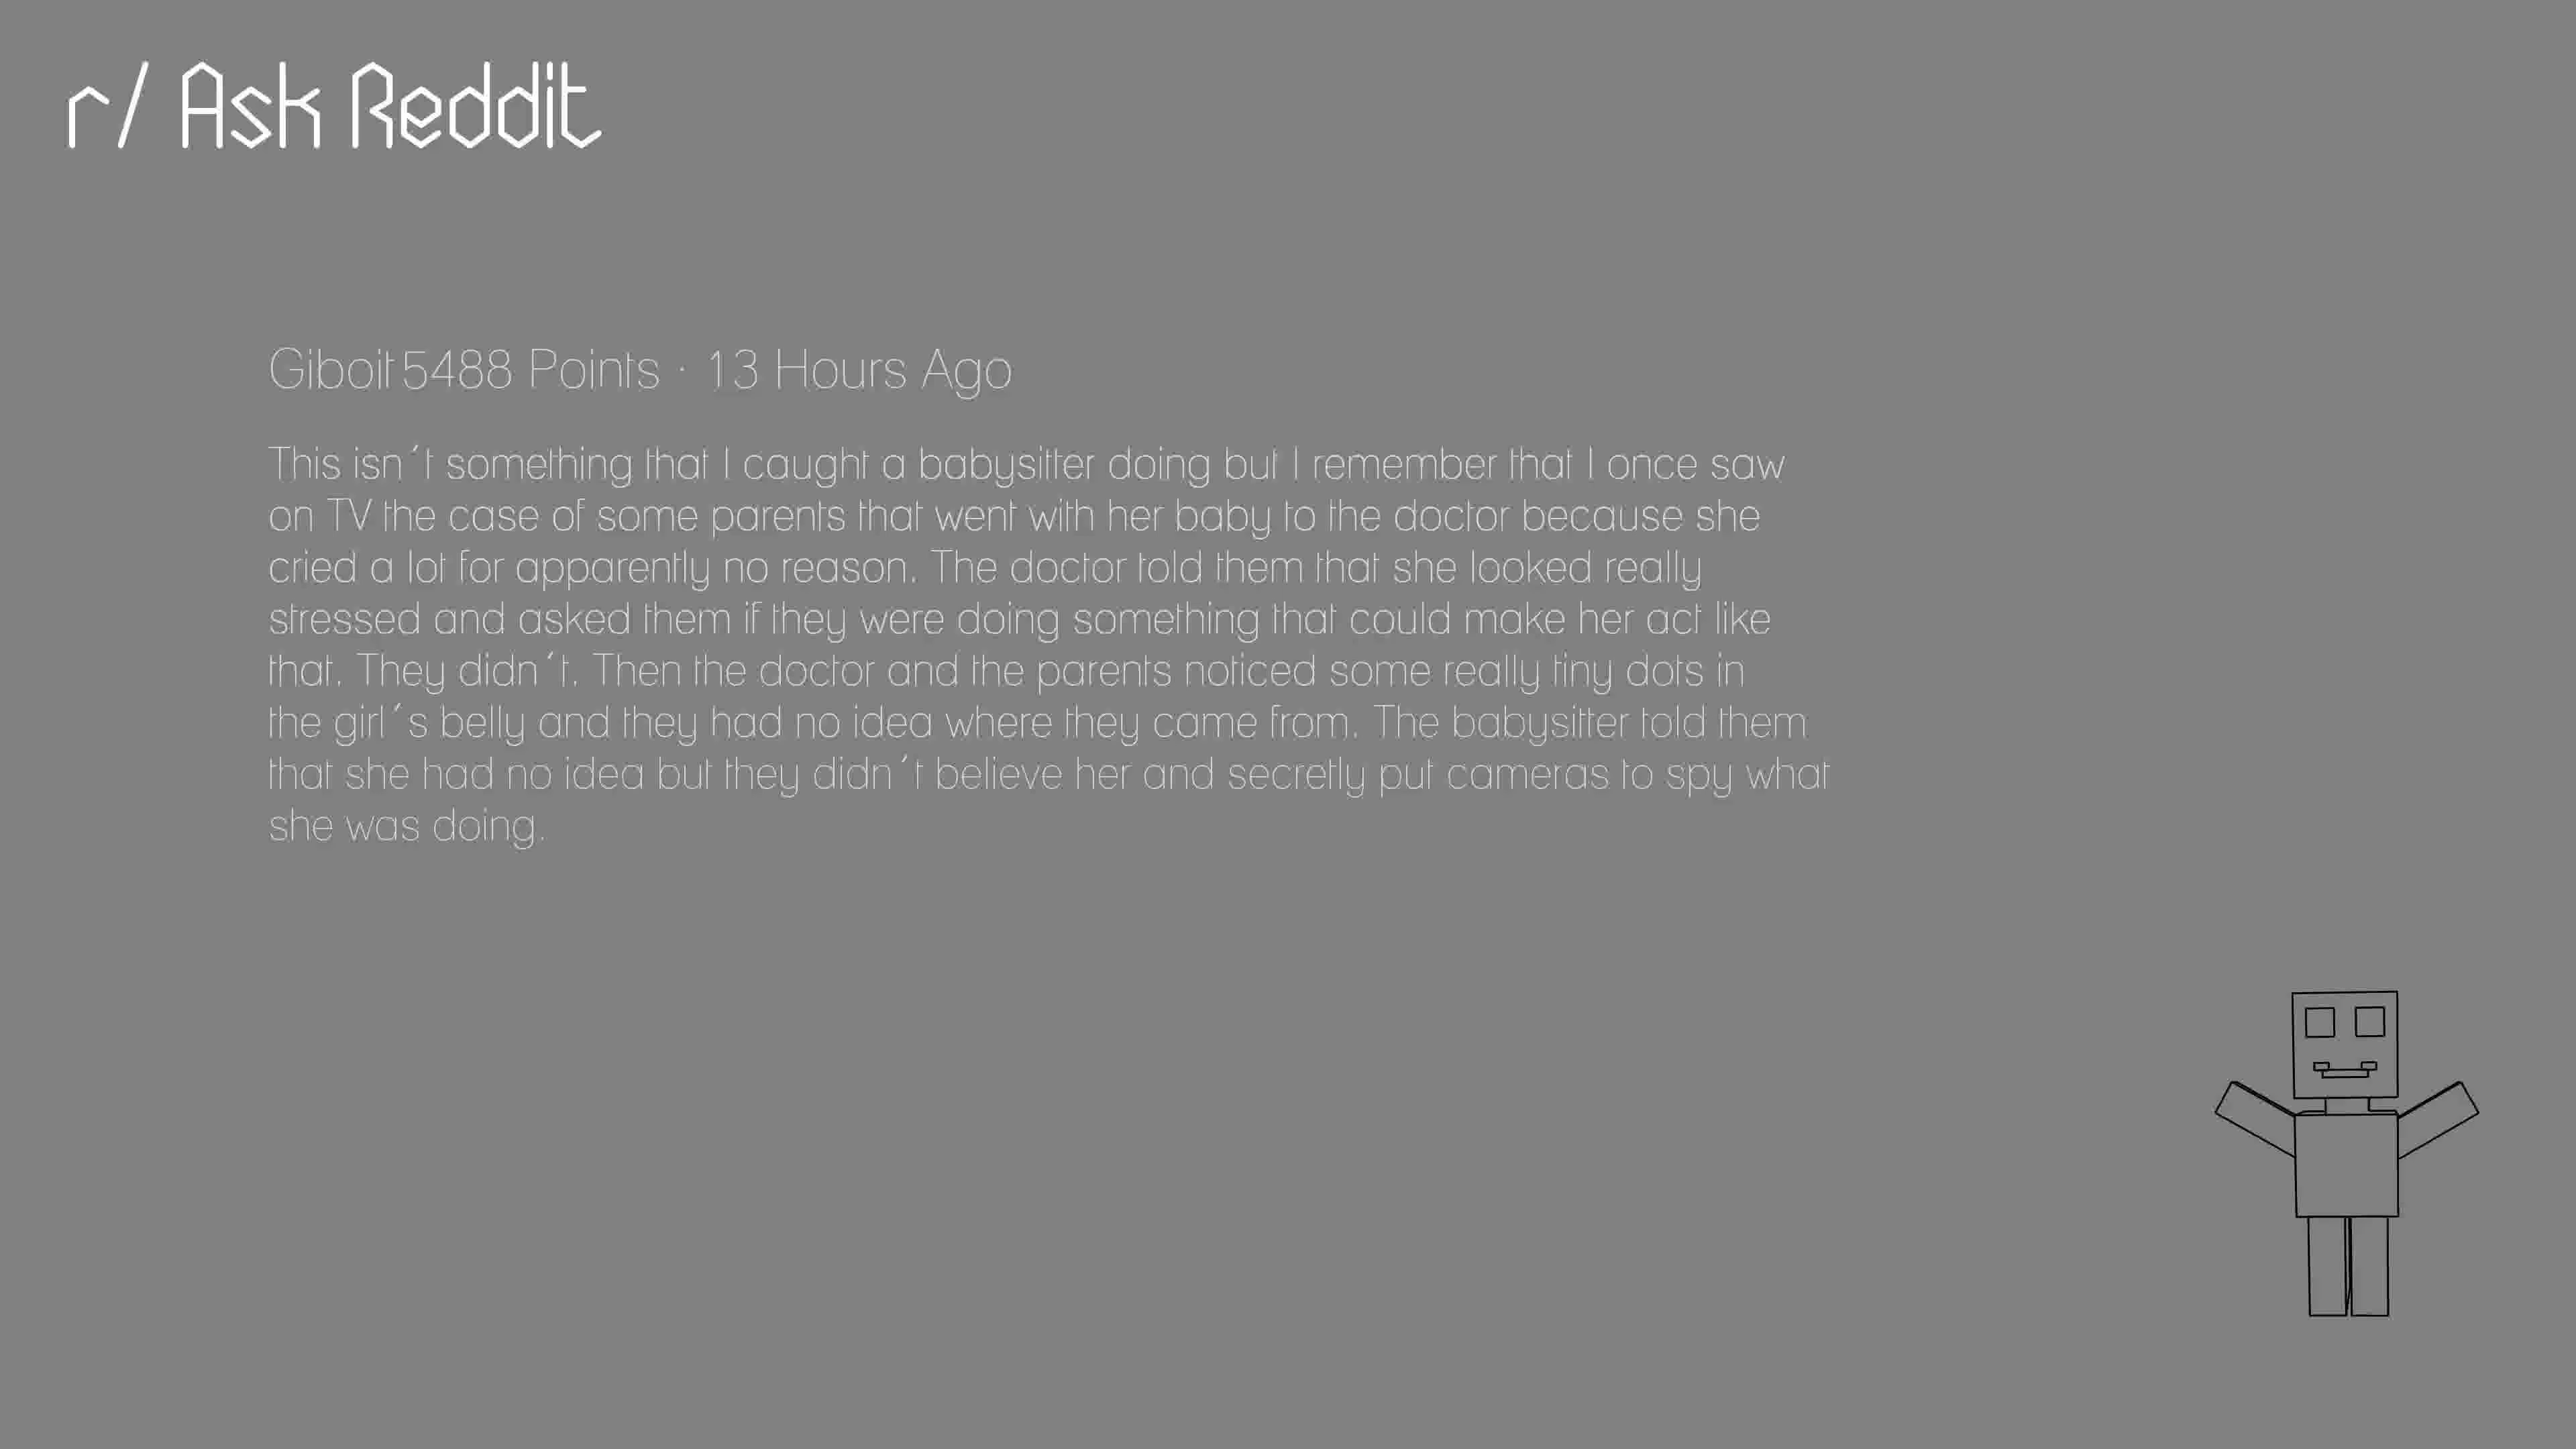 r/ Ask Reddit
Giboit5488 Points · 13 Hours Ago
This isn´t something that I caught a babysitter doing but I remember that I once saw
on TV the case of some parents that went with her baby to the doctor because she
cried a lot for apparently no reason. The doctor told them that she looked really
stressed and asked them if they were doing something that could make her act like
that. They didn´t. Then the doctor and the parents noticed some really tiny dots in
the girl´s belly and they had no idea where they came from. The babysitter told them
that she had no idea but they didn´t believe her and secretly put cameras to spy what
she was doing.